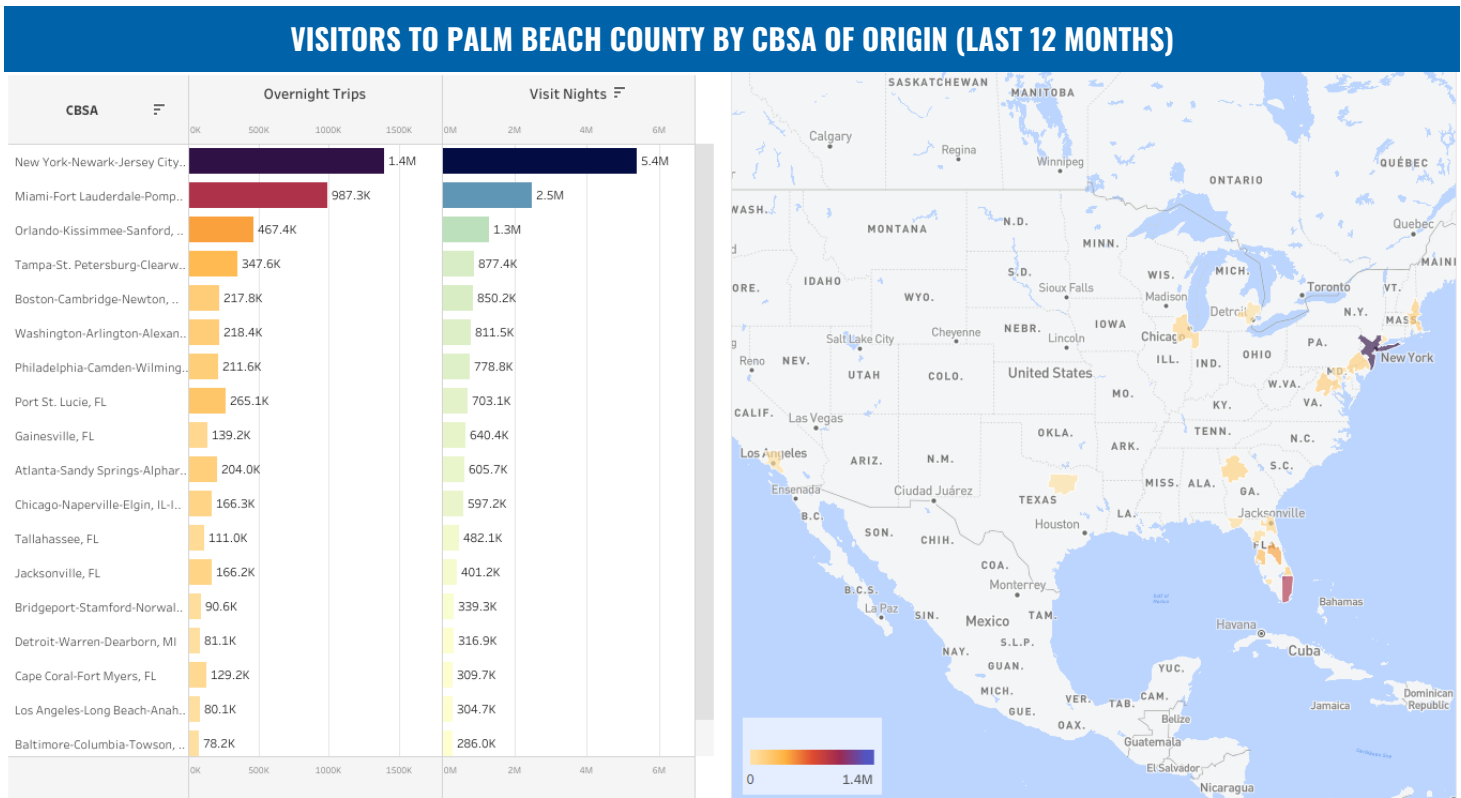 VISITORS TO PALM BEACH COUNTY BY CBSA OF ORIGIN (LAST 12 MONTHS)
CBSA
Overnight Trips
Visit Nights
0K 500K 1000K 1500K
0M 2M 4M 6M
New York-Newark-Jersey City.. 1.4M 5.4M
Miami-Fort Lauderdale-Pomp.. 987.3K 2.5M
Orlando-Kissimmee-Sanford, .. 467.4K 1.3M
Tampa-St. Petersburg-Clearw.. 347.6K 877.4K
Boston-Cambridge-Newton, .. 217.8K 850.2K
Washington-Arlington-Alexan.. 218.4K 811.5K
Philadelphia-Camden-Wilming.. 211.6K 778.8K
Port St. Lucie, FL 265.1K 703.1K
Gainesville, FL 139.2K 640.4K
Atlanta-Sandy Springs-Alphar.. 204.0K 605.7K
Chicago-Naperville-Elgin, IL-I.. 166.3K 597.2K
Tallahassee, FL 111.0K 482.1K
Jacksonville, FL 166.2K 401.2K
Bridgeport-Stamford-Norwal.. 90.6K 339.3K
Detroit-Warren-Dearborn, MI 81.1K 316.9K
Cape Coral-Fort Myers, FL 129.2K 309.7K
Los Angeles-Long Beach-Anah.. 80.1K 304.7K
Baltimore-Columbia-Towson, .. 78.2K 286.0K
0K 500K 1000K 1500K
0M 2M 4M 6M
SASKATCHEWAN
MANITOBA
Calgary
Regina
Winnipeg
QUÉBEC
ONTARIO
WASH.
MONTANA
N.D.
MINN.
Quebec
MAINE
S.D.
WIS.
MICH.
ORE.
IDAHO
WYO.
Sioux Falls
Madison
Toronto
VT.
Detroit
N.Y.
MASS
Salt Lake City
Cheyenne
NEBR.
IOWA
Chicago
Lincoln
PA.
New York
Reno
NEV.
UTAH
COLO.
United States
ILL.
IND.
OHIO
MD.
W.VA.
VA.
MO.
KY.
CALIF.
Las Vegas
OKLA.
ARK.
TENN.
N.C.
Los Angeles
ARIZ.
N.M.
S.C.
Ensenada
Ciudad Juárez
TEXAS
MISS.
ALA.
GA.
B.C.
LA.
Jacksonville
SON.
CHIH.
Houston
FLA.
COA.
Monterrey
B.C.S.
La Paz
SIN.
TAM.
Mexico
Gulf of
Mexico
Bahamas
Havana
S.L.P.
NAY.
GUAN.
Cuba
YUC.
MICH.
VER.
TAB.
CAM.
GUE.
OAX.
Belize
Jamaica
Dominican
Republic
Guatemala
El Salvador
Caribbean Sea
Nicaragua
0 1.4M